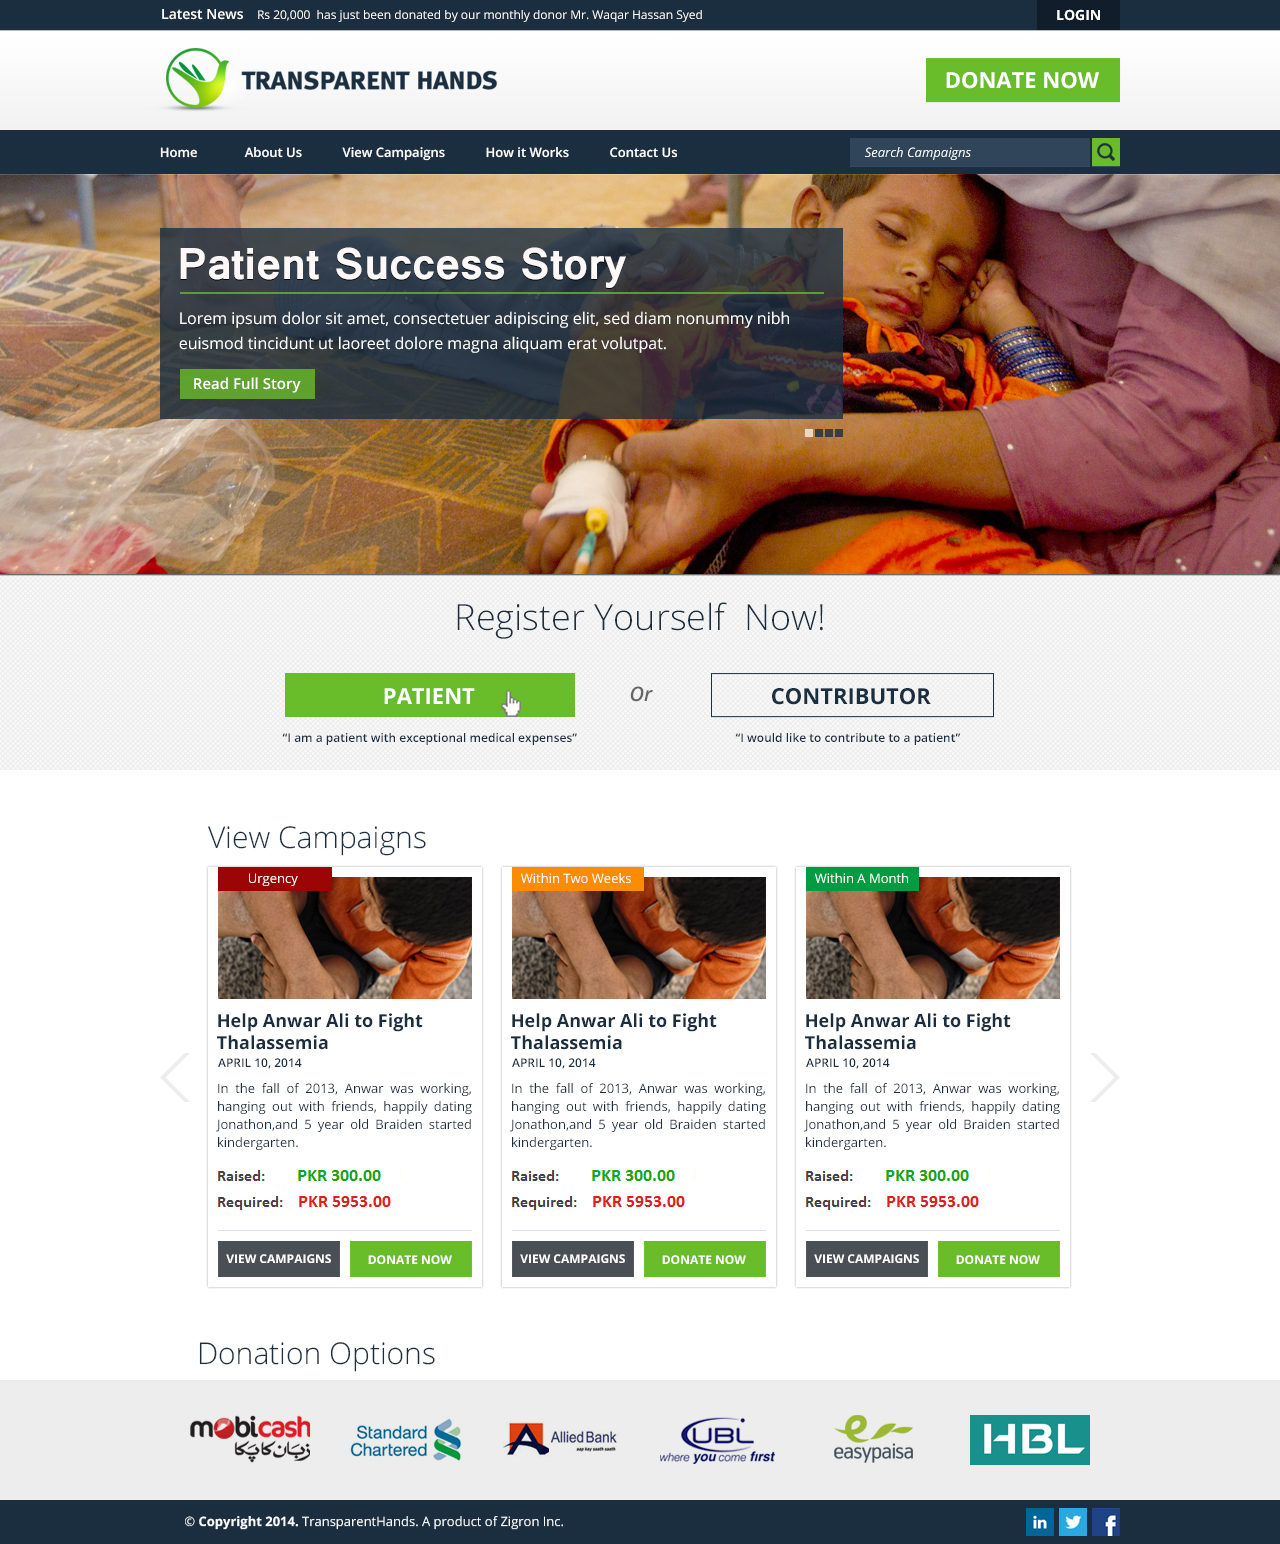 Latest News Rs 20,000 has just been donated by our monthly donor Mr. Waqar Hassan Syed
LOGIN
TRANSPARENT HANDS
DONATE NOW
Home About Us View Campaigns How it Works Contact Us
Search Campaigns
Patient Success Story
Lorem ipsum dolor sit amet, consectetuer adipiscing elit, sed diam nonummy nibh
euismod tincidunt ut laoreet dolore magna aliquam erat volutpat.
Read Full Story
Register Yourself Now!
PATIENT
Or
CONTRIBUTOR
“I am a patient with exceptional medical expenses”
“I would like to contribute to a patient”
View Campaigns
Urgency
Help Anwar Ali to Fight
Thalassemia
APRIL 10, 2014
In the fall of 2013, Anwar was working,
hanging out with friends, happily dating
Jonathon,and 5 year old Braiden started
kindergarten.
Raised: PKR 300.00
Required: PKR 5953.00
VIEW CAMPAIGNS
DONATE NOW
Within Two Weeks
Help Anwar Ali to Fight
Thalassemia
APRIL 10, 2014
In the fall of 2013, Anwar was working,
hanging out with friends, happily dating
Jonathon,and 5 year old Braiden started
kindergarten.
Raised: PKR 300.00
Required: PKR 5953.00
VIEW CAMPAIGNS
DONATE NOW
Within A Month
Help Anwar Ali to Fight
Thalassemia
APRIL 10, 2014
In the fall of 2013, Anwar was working,
hanging out with friends, happily dating
Jonathon,and 5 year old Braiden started
kindergarten.
Raised: PKR 300.00
Required: PKR 5953.00
VIEW CAMPAIGNS
DONATE NOW
Donation Options
mobicash
Standard
Chartered
Allied Bank
UBL
where you come first
easypaisa
HBL
© Copyright 2014. TransparentHands. A product of Zigron Inc.
in
f